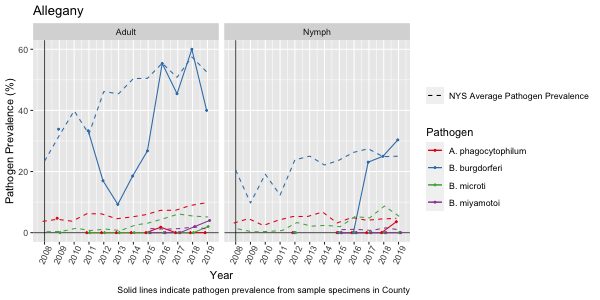 Allegany
Adult
Nymph
Pathogen Prevalence (%)
60
40
20
0
2008 2009 2010 2011 2012 2013 2014 2015 2016 2017 2018 2019
2008 2009 2010 2011 2012 2013 2014 2015 2016 2017 2018 2019
Year
Solid lines indicate pathogen prevalence from sample specimens in County
NYS Average Pathogen Prevalence
Pathogen
A. phagocytophilum
B. burgdorferi
B. microti
B. miyamotoi